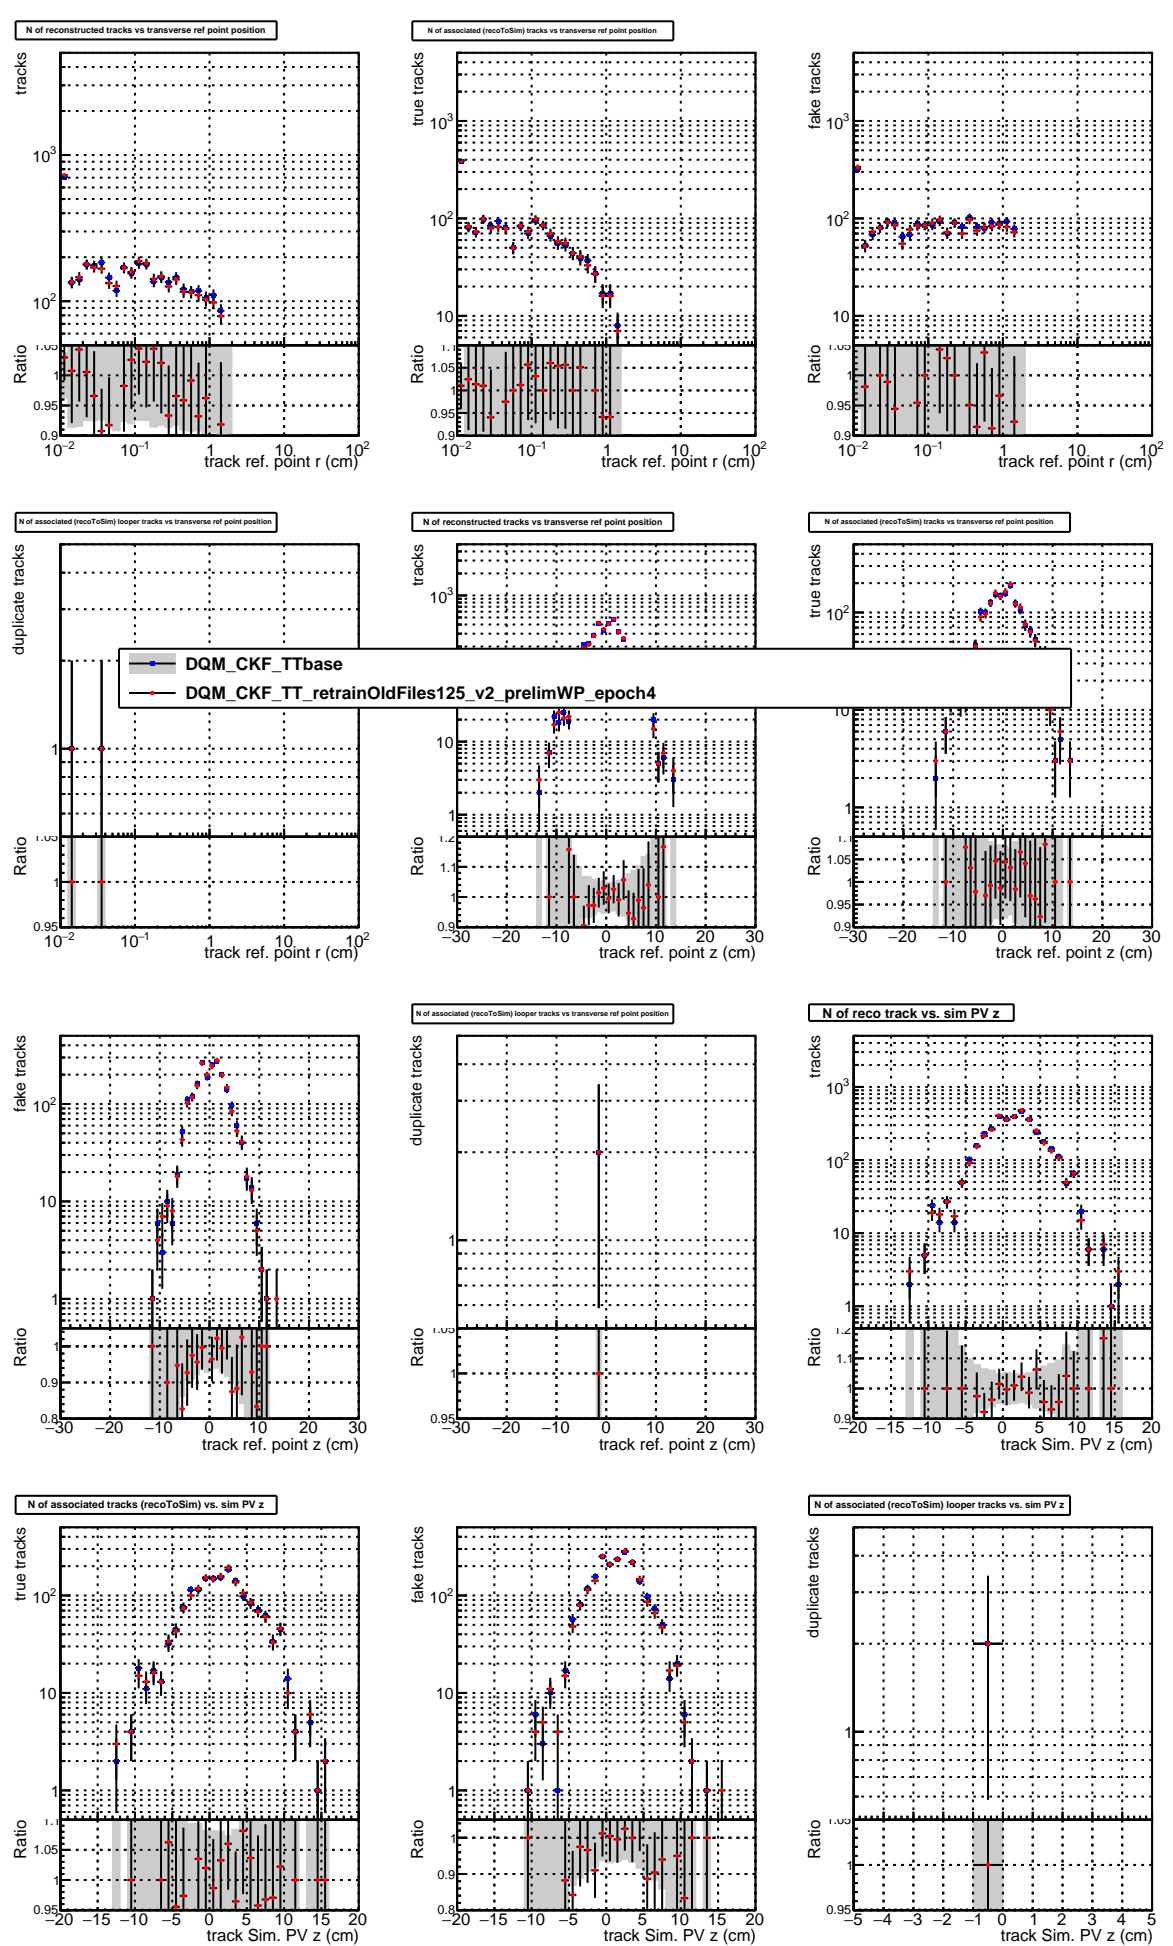 N of reconstructed tracks vs transverse ref point position
N of associated (recoToSim) tracks vs transverse ref point position
tracks
10³
10²
Ratio
1.05
1
0.95
0.9
10⁻² 10⁻¹ 1 10 10²
track ref. point r (cm)
true tracks
10³
10²
10
Ratio
1.1
1.05
1
0.95
10⁻² 10⁻¹ 1 10 10²
track ref. point r (cm)
fake tracks
10³
10²
10
Ratio
1.05
1
0.95
0.9
10⁻² 10⁻¹ 1 10 10²
track ref. point r (cm)
N of associated (recoToSim) looper tracks vs transverse ref point position
N of reconstructed tracks vs transverse ref point position
N of associated (recoToSim) tracks vs transverse ref point position
duplicate tracks
1
Ratio
1.05
1
0.95
10⁻² 10⁻¹ 1 10 10²
track ref. point r (cm)
tracks
10³
10
1
Ratio
1.2
1.1
1
0.9
−30 −20 −10 0 10 20 30
track ref. point z (cm)
true tracks
10²
10
1
Ratio
1.1
1.05
1
0.95
0.9
−30 −20 −10 0 10 20 30
track ref. point z (cm)
DQM_CKF_TTbase
DQM_CKF_TT_retrainOldFiles125_v2_prelimWP_epoch4
N of associated (recoToSim) looper tracks vs transverse ref point position
N of reco track vs. sim PV z
fake tracks
10²
10
1
Ratio
1
0.9
0.8
−30 −20 −10 0 10 20 30
track ref. point z (cm)
duplicate tracks
1
Ratio
1.05
1
0.95
−30 −20 −10 0 10 20 30
track ref. point z (cm)
tracks
10³
10²
10
1
Ratio
1.2
1.1
1
0.9
−20 −15 −10 −5 0 5 10 15 20
track Sim. PV z (cm)
N of associated tracks (recoToSim) vs. sim PV z
N of associated (recoToSim) looper tracks vs. sim PV z
true tracks
10²
10
1
Ratio
1.1
1.05
1
0.95
−20 −15 −10 −5 0 5 10 15 20
track Sim. PV z (cm)
fake tracks
10²
10
1
Ratio
1
0.9
0.8
−20 −15 −10 −5 0 5 10 15 20
track Sim. PV z (cm)
duplicate tracks
1
Ratio
1.05
1
0.95
−5 −4 −3 −2 −1 0 1 2 3 4 5
track Sim. PV z (cm)